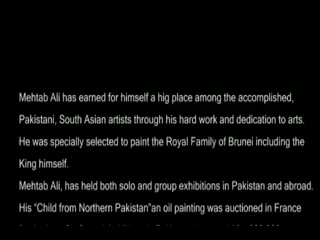 Mehtab Ali has earned for himself a hig place among the accomplished,
Pakistani, South Asian artists through his hard work and dedication to arts.
He was specially selected to paint the Royal Family of Brunei including the
King himself.
Mehtab Ali, has held both solo and group exhibitions in Pakistan and abroad.
His “Child from Northern Pakistan”an oil painting was auctioned in France